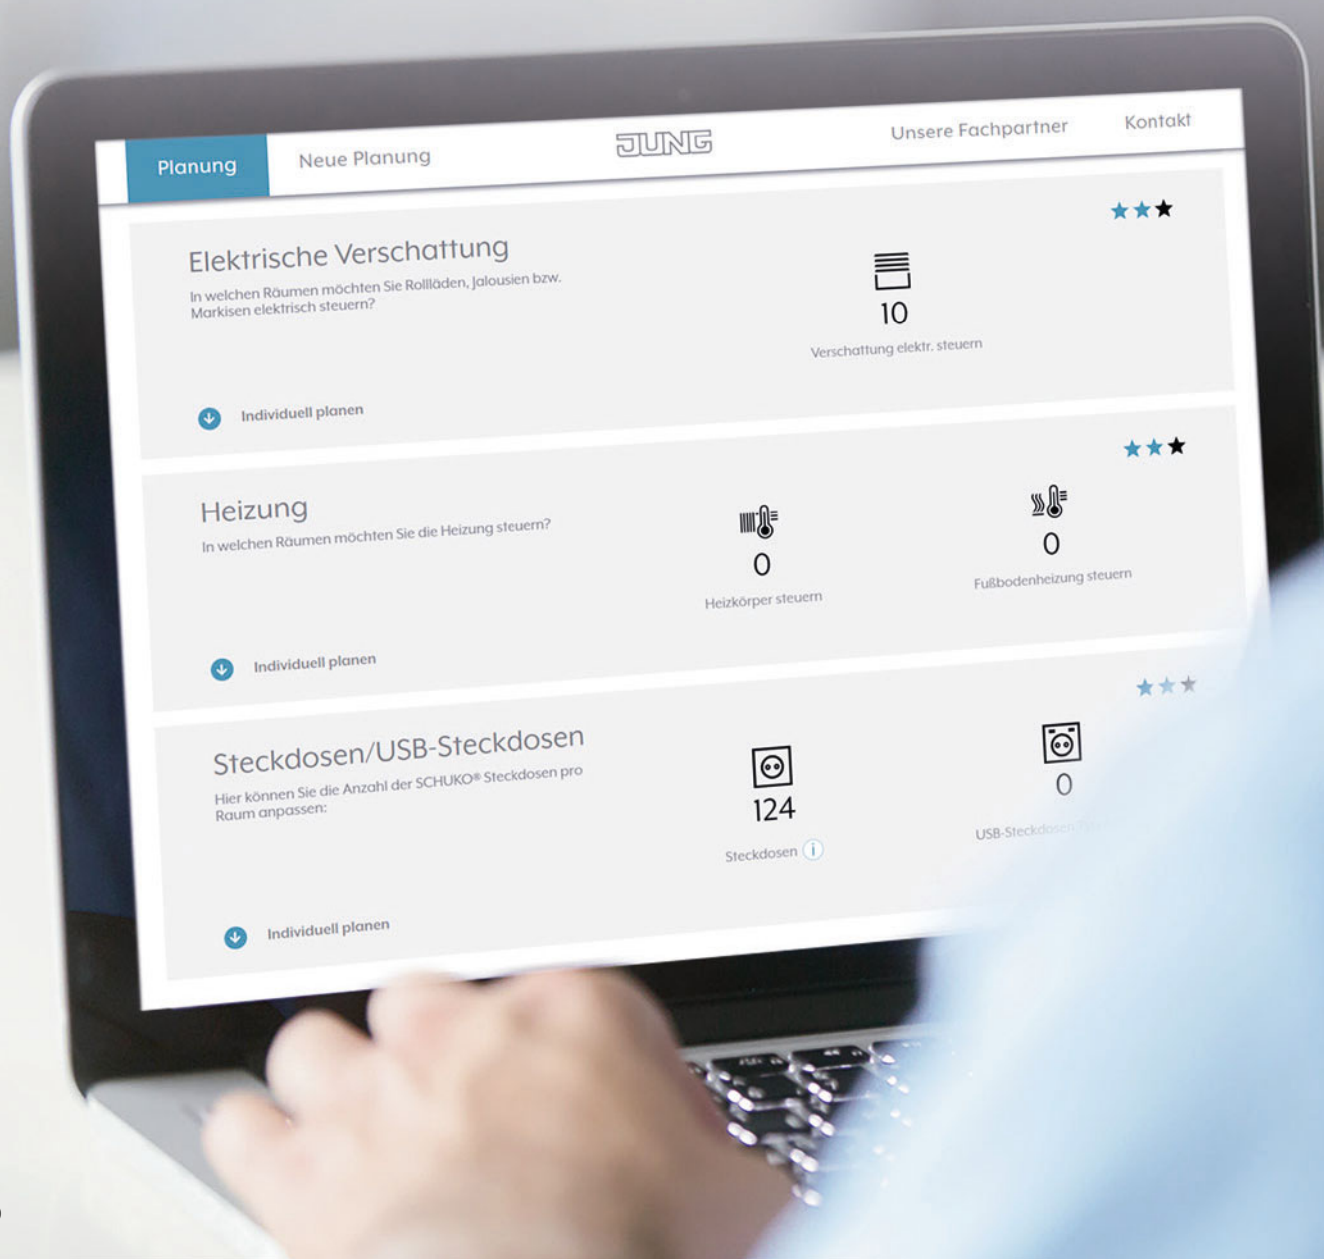 Planung
Neue Planung
JUNG
Unsere Fachpartner
Kontakt
Elektrische Verschattung
In welchen Räumen möchten Sie Rollläden, Jalousien bzw.
Markisen elektrisch steuern?
10
Verschattung elektr. steuern
Individuell planen
Heizung
In welchen Räumen möchten Sie die Heizung steuern?
0
Heizkörper steuern
0
Fußbodenheizung steuern
Individuell planen
Steckdosen/USB-Steckdosen
Hier können Sie die Anzahl der SCHUKO® Steckdosen pro
Raum anpassen:
124
Steckdosen i
0
USB-Steckdosen
Individuell planen